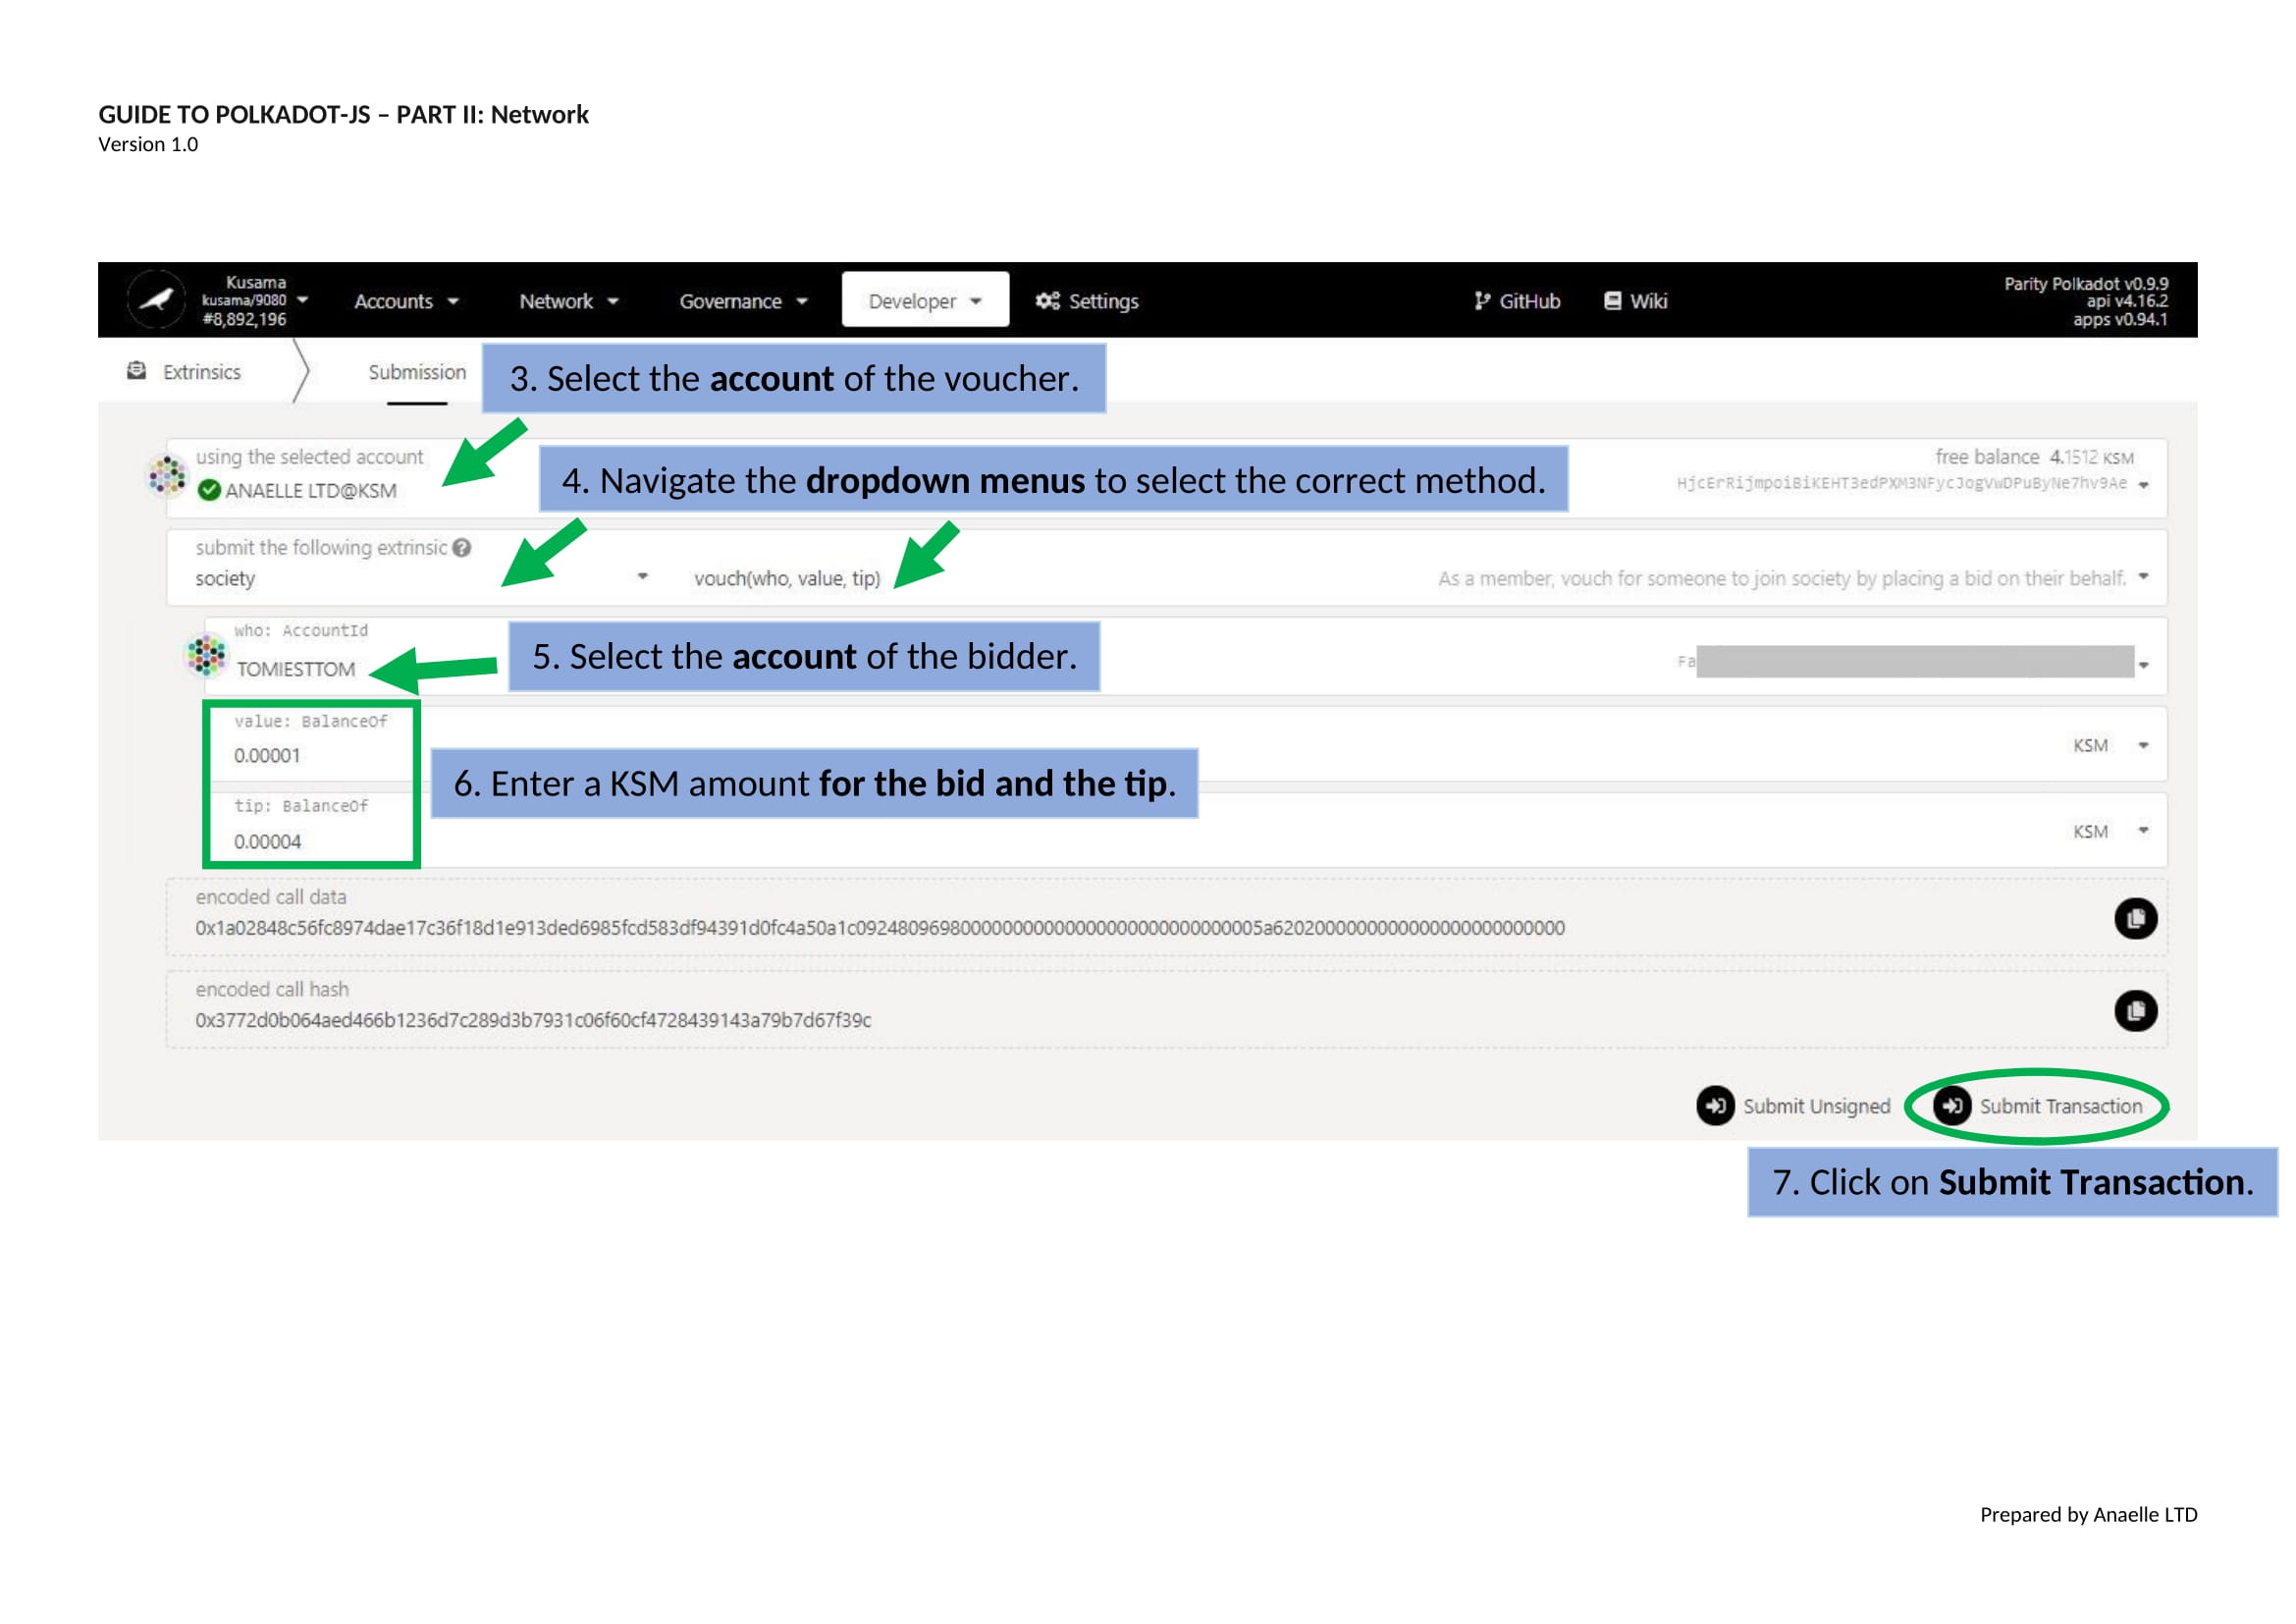 GUIDE TO POLKADOT-JS – PART II: Network
Version 1.0
Kusama
kusama/9080
#8,892,196
Accounts
Network
Governance
Developer
Settings
GitHub
Wiki
Parity Polkadot v0.9.9
api v4.16.2
apps v0.94.1
Extrinsics
Submission
3. Select the account of the voucher.
using the selected account
ANAELLE LTD@KSM
4. Navigate the dropdown menus to select the correct method.
free balance 4.1512 KSM
HjcErRijmpoiBiKEHT3edPXM3NFycJogVwDPuByNe7hv9Ae
submit the following extrinsic
society
vouch(who, value, tip)
As a member, vouch for someone to join society by placing a bid on their behalf.
who: AccountId
TOMIESTTOM
5. Select the account of the bidder.
Fa
value: BalanceOf
0.00001
KSM
6. Enter a KSM amount for the bid and the tip.
tip: BalanceOf
0.00004
KSM
encoded call data
encoded call hash
0x3772d0b064aed466b1236d7c289d3b7931c06f60cf4728439143a79b7d67f39c
Submit Unsigned
Submit Transaction
7. Click on Submit Transaction.
Prepared by Anaelle LTD